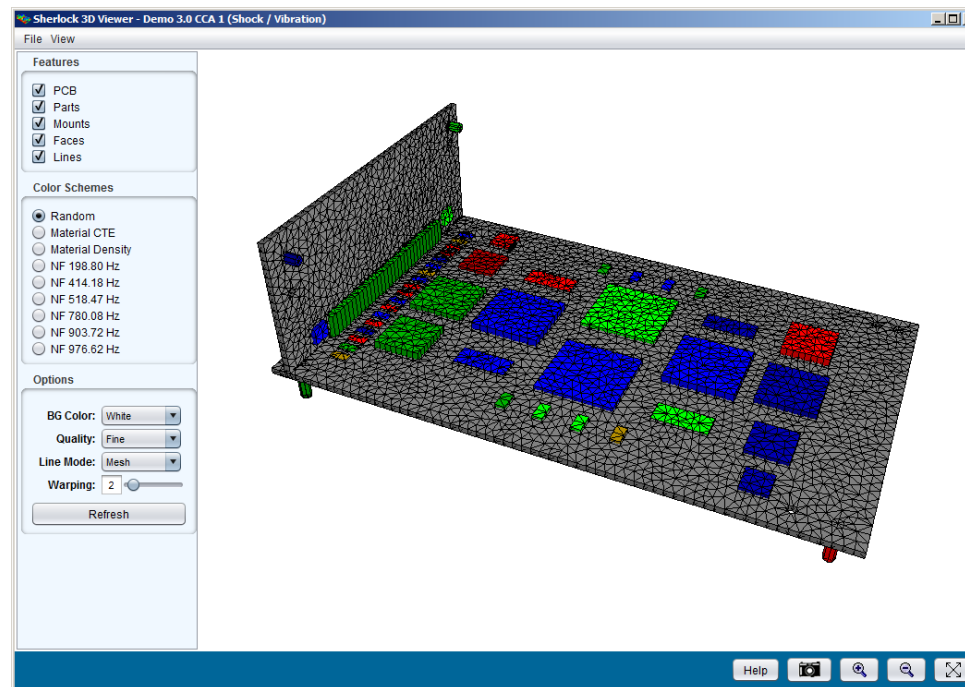 Sherlock 3D Viewer - Demo 3.0 CCA 1 (Shock / Vibration)
File View
Features
PCB
Parts
Mounts
Faces
Lines
Color Schemes
Random
Material CTE
Material Density
NF 198.80 Hz
NF 414.18 Hz
NF 518.47 Hz
NF 780.08 Hz
NF 903.72 Hz
NF 976.62 Hz
Options
BG Color: White
Quality: Fine
Line Mode: Mesh
Warping: 2
Refresh
Help